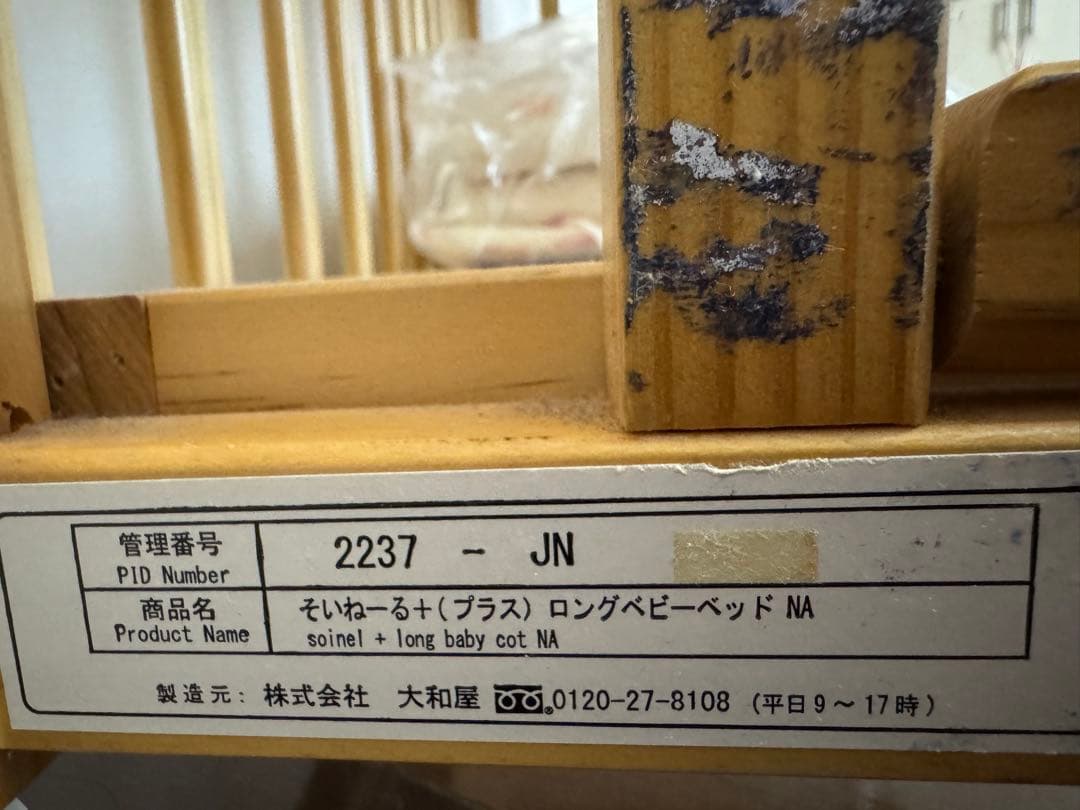 管理番号 2237 - JN
PID Number
商品名 そいねーる＋(プラス) ロングベビーベッド NA
Product Name soinel + long baby cot NA
製造元: 株式会社 大和屋 0120-27-8108 (平日9～17時)